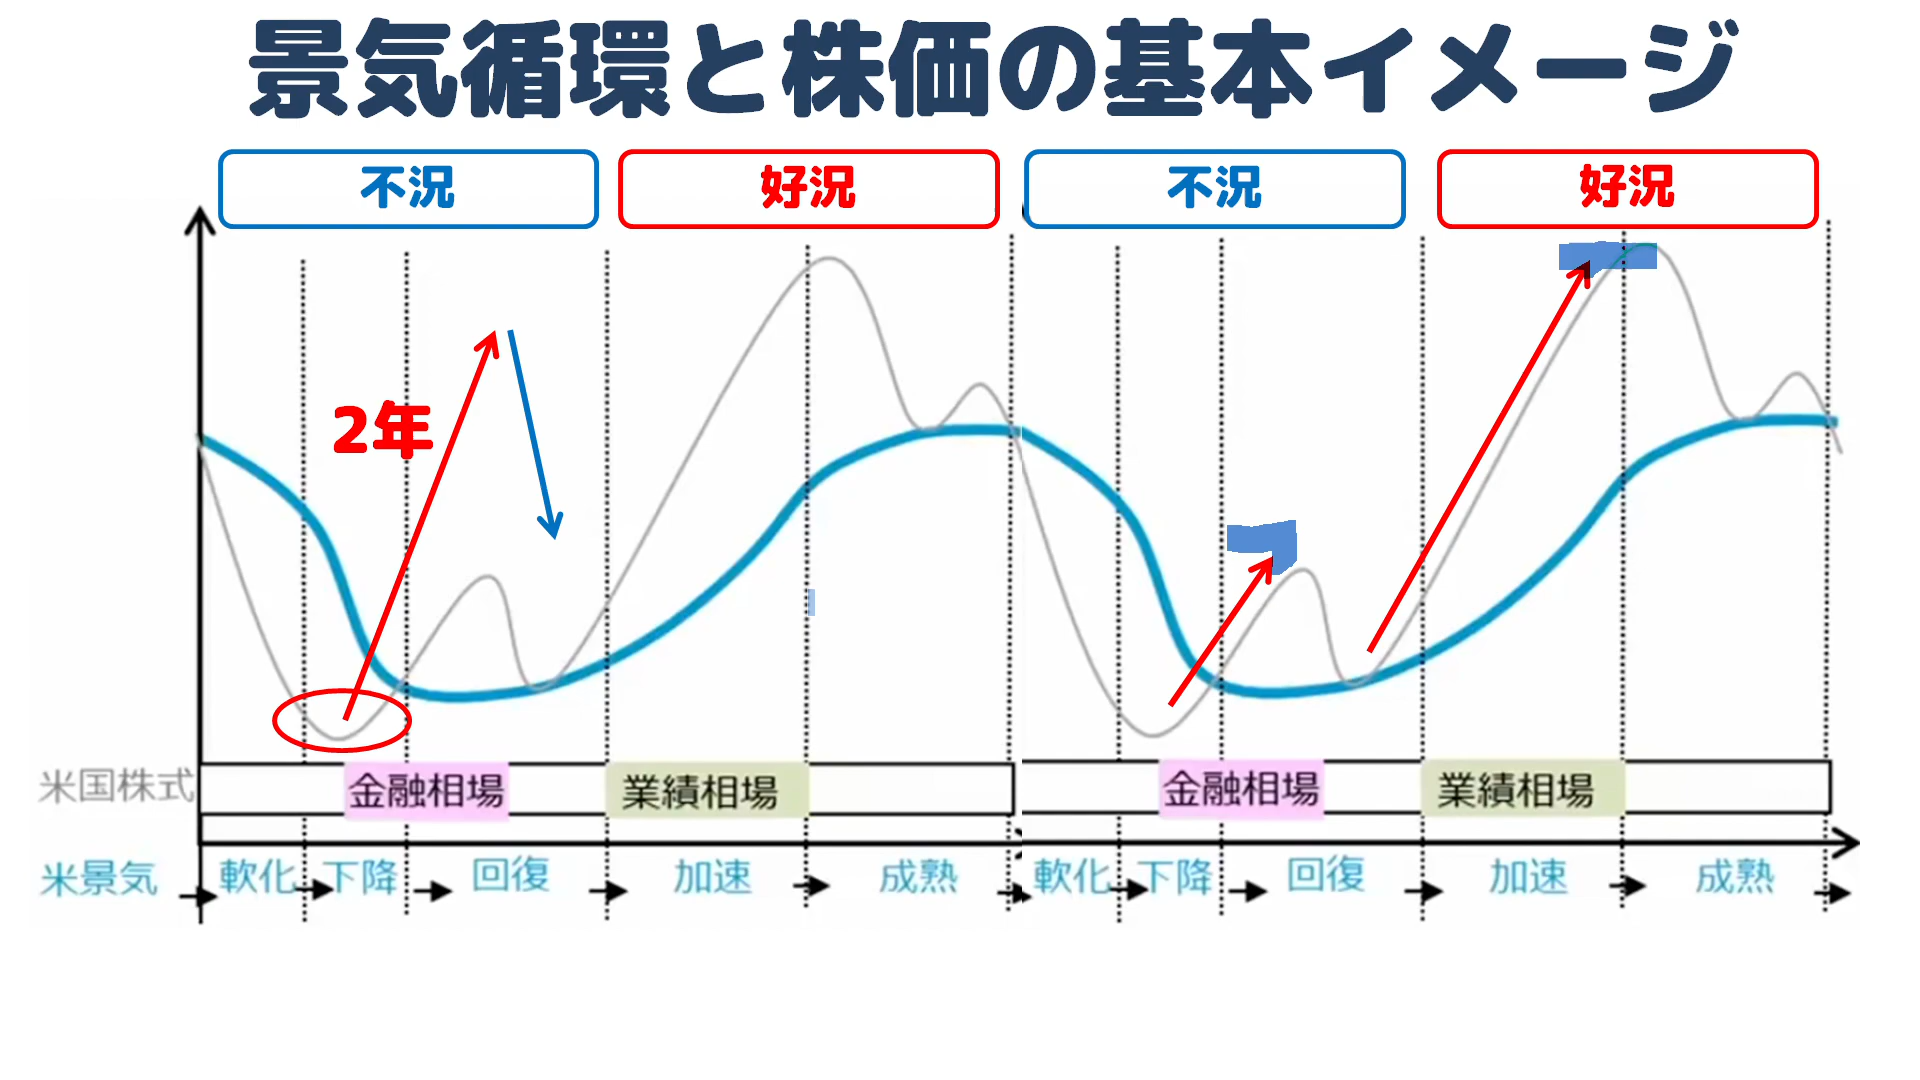 景気循環と株価の基本イメージ
不況 好況 不況 好況
2年
米国株式 金融相場 業績相場 金融相場 業績相場
米景気 軟化 下降 回復 加速 成熟 軟化 下降 回復 加速 成熟